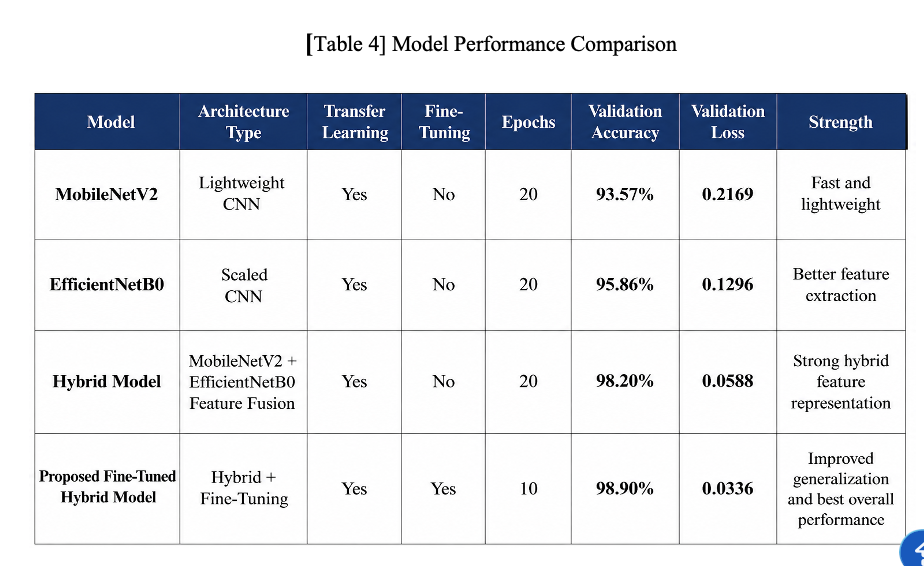 [Table 4] Model Performance Comparison
Model
Architecture
Type
Transfer
Learning
Fine-
Tuning
Epochs
Validation
Accuracy
Validation
Loss
Strength
MobileNetV2
Lightweight
CNN
Yes
No
20
93.57%
0.2169
Fast and
lightweight
EfficientNetB0
Scaled
CNN
Yes
No
20
95.86%
0.1296
Better feature
extraction
Hybrid Model
MobileNetV2 +
EfficientNetB0
Feature Fusion
Yes
No
20
98.20%
0.0588
Strong hybrid
feature
representation
Proposed Fine-Tuned
Hybrid Model
Hybrid +
Fine-Tuning
Yes
Yes
10
98.90%
0.0336
Improved
generalization
and best overall
performance